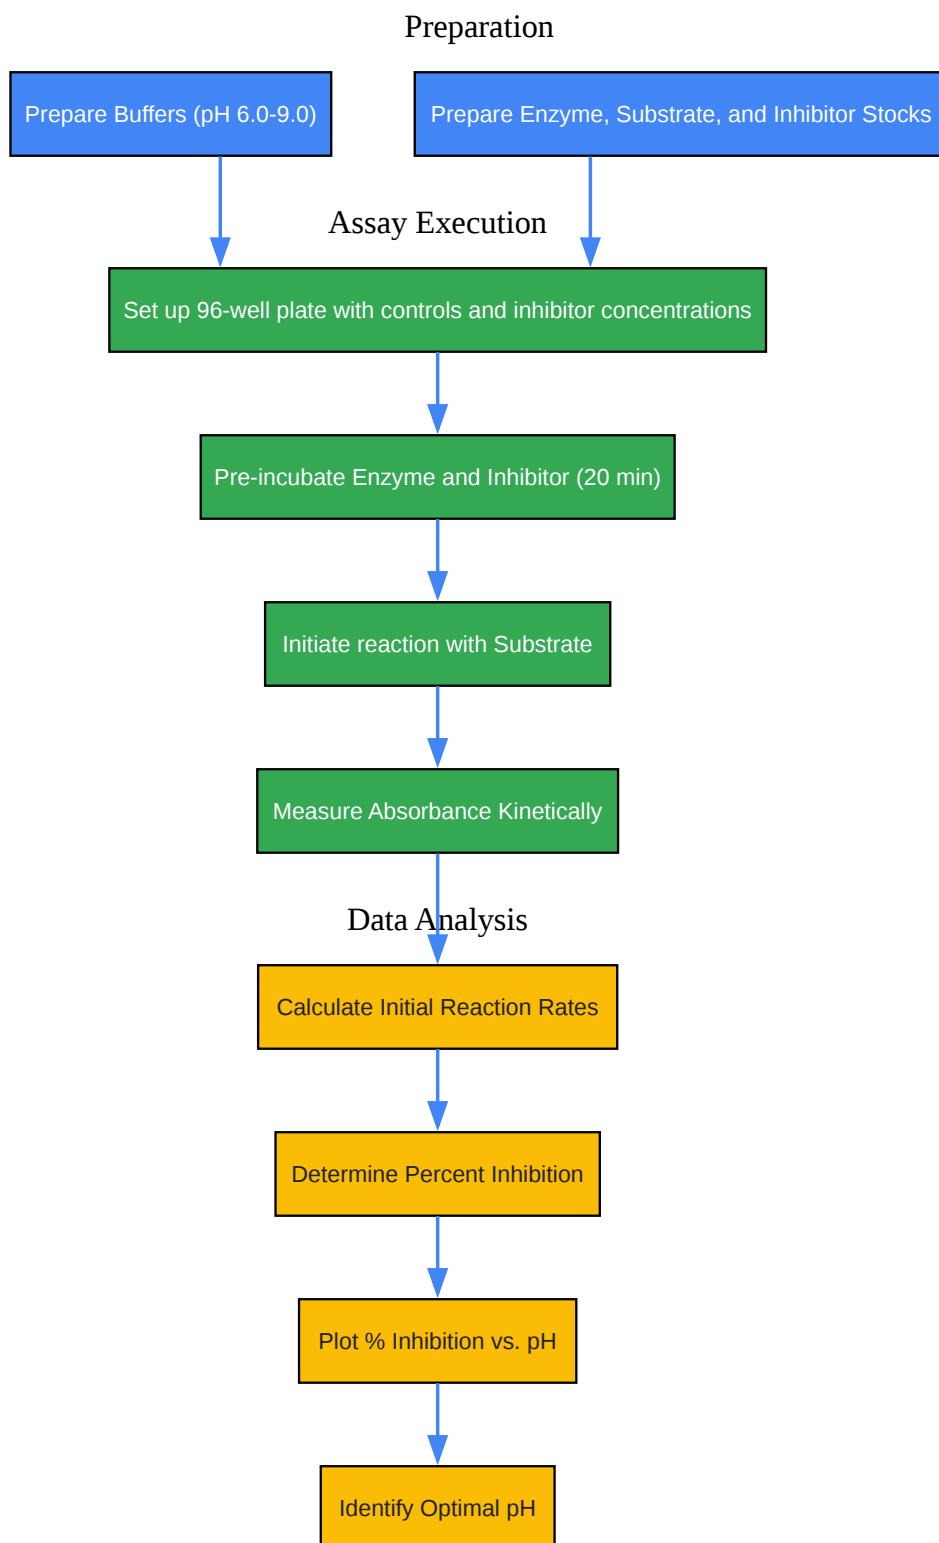 Preparation
Prepare Buffers (pH 6.0-9.0)
Prepare Enzyme, Substrate, and Inhibitor Stocks
Assay Execution
Set up 96-well plate with controls and inhibitor concentrations
Pre-incubate Enzyme and Inhibitor (20 min)
Initiate reaction with Substrate
Measure Absorbance Kinetically
Data Analysis
Calculate Initial Reaction Rates
Determine Percent Inhibition
Plot % Inhibition vs. pH
Identify Optimal pH